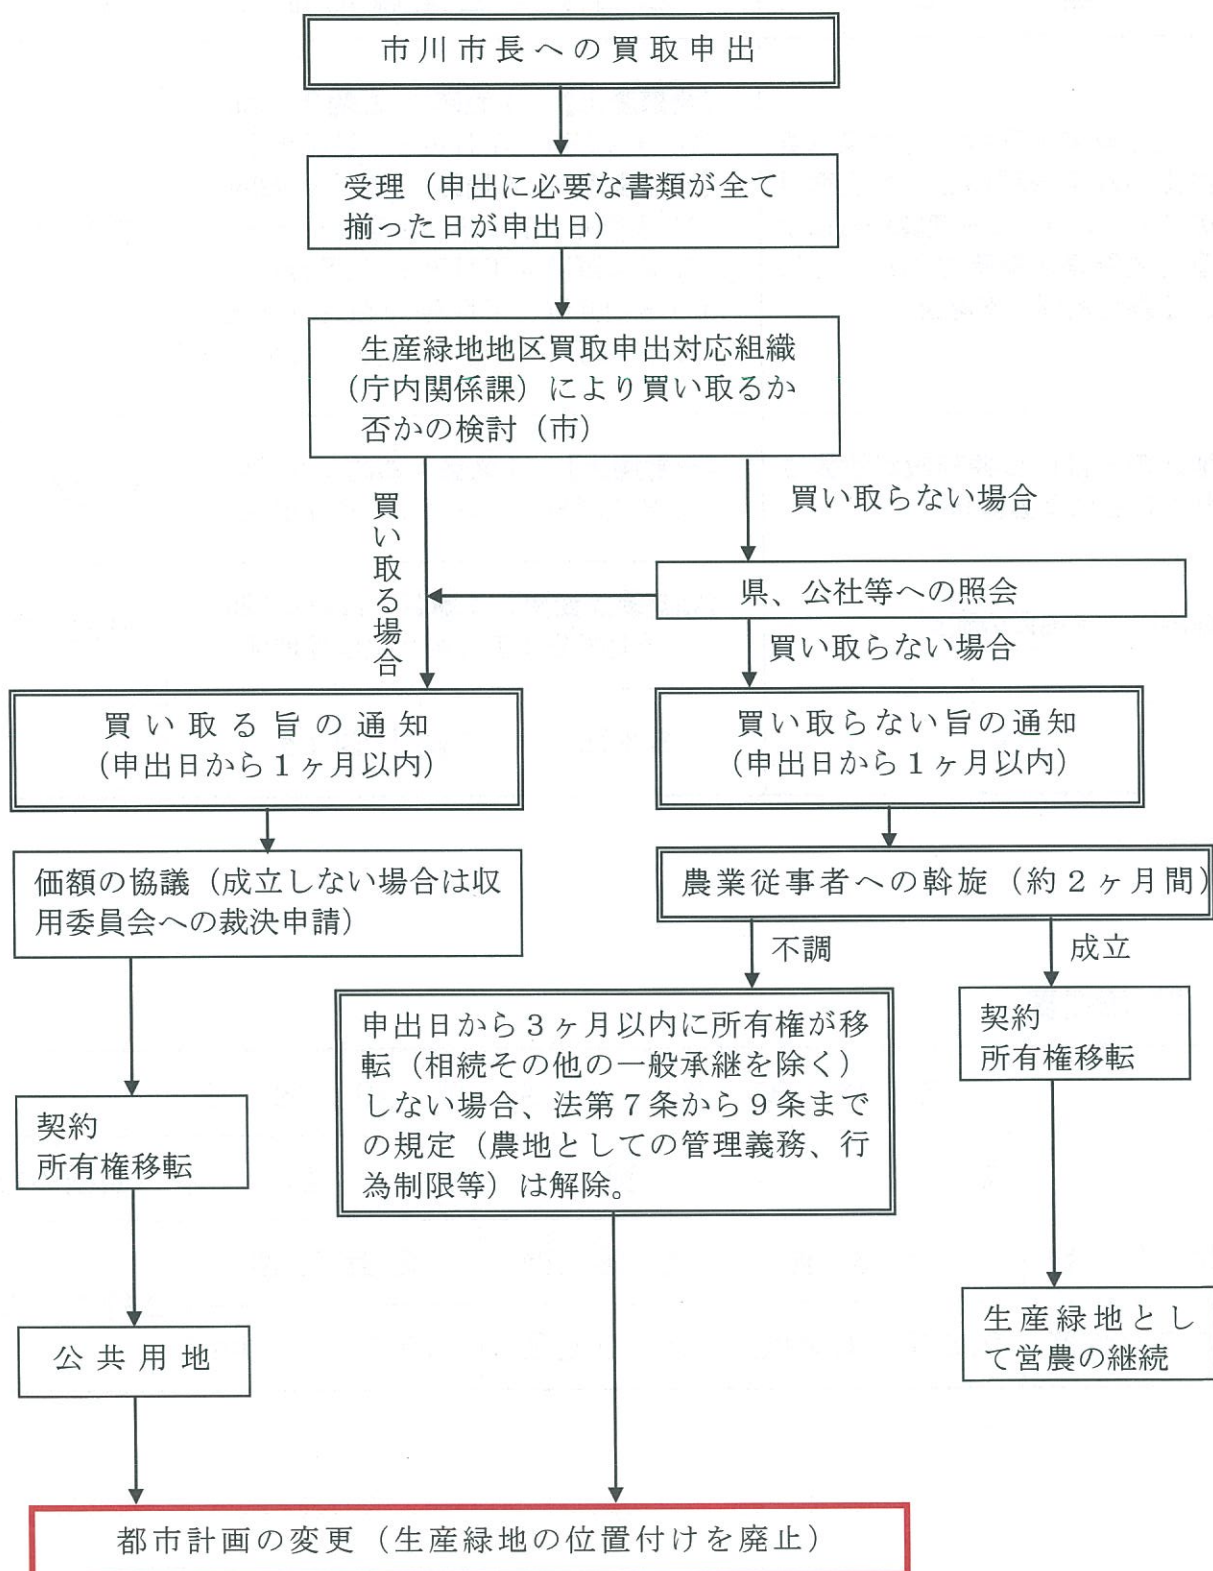 市川市長への買取申出
受理（申出に必要な書類が全て
揃った日が申出日）
生産緑地地区買取申出対応組織
（庁内関係課）により買い取るか
否かの検討（市）
買い取る場合
買い取らない場合
県、公社等への照会
買い取らない場合
買い取る旨の通知
（申出日から１ヶ月以内）
買い取らない旨の通知
（申出日から１ヶ月以内）
価額の協議（成立しない場合は収
用委員会への裁決申請）
農業従事者への斡旋（約２ヶ月間）
不調
成立
申出日から３ヶ月以内に所有権が移
転（相続その他の一般承継を除く）
しない場合、法第７条から９条まで
の規定（農地としての管理義務、行
為制限等）は解除。
契約
所有権移転
契約
所有権移転
公共用地
生産緑地とし
て営農の継続
都市計画の変更（生産緑地の位置付けを廃止）